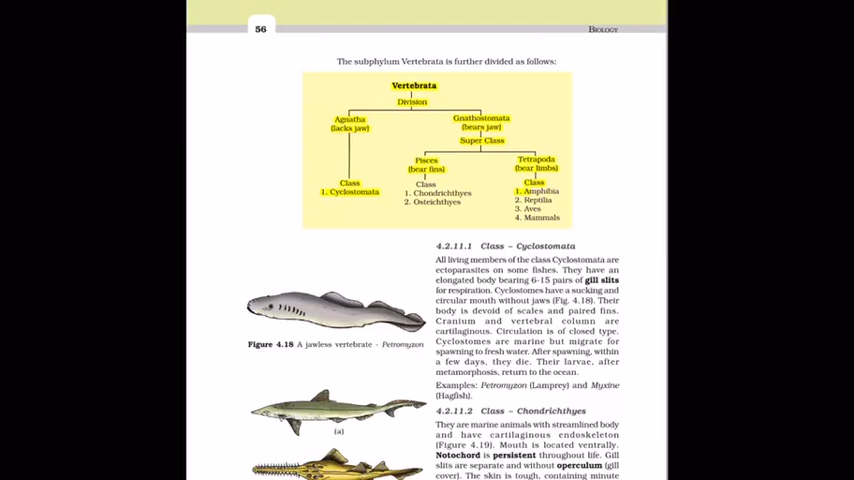 56
BIOLOGY
The subphylum Vertebrata is further divided as follows:
Vertebrata
Division
Agnatha
(lacks jaw)
Gnathostomata
(bears jaw)
Super Class
Pisces
(bear fins)
Tetrapoda
(bear limbs)
Class
1. Cyclostomata
Class
1. Chondrichthyes
2. Osteichthyes
Class
1. Amphibia
2. Reptilia
3. Aves
4. Mammals
4.2.11.1 Class – Cyclostomata
All living members of the class Cyclostomata are
ectoparasites on some fishes. They have an
elongated body bearing 6-15 pairs of gill slits
for respiration. Cyclostomes have a sucking and
circular mouth without jaws (Fig. 4.18). Their
body is devoid of scales and paired fins.
Cranium and vertebral column are
cartilaginous. Circulation is of closed type.
Cyclostomes are marine but migrate for
spawning to fresh water. After spawning, within
a few days, they die. Their larvae, after
metamorphosis, return to the ocean.
Examples: Petromyzon (Lamprey) and Myxine
(Hagfish).
Figure 4.18 A jawless vertebrate - Petromyzon
4.2.11.2 Class – Chondrichthyes
They are marine animals with streamlined body
and have cartilaginous endoskeleton
(Figure 4.19). Mouth is located ventrally.
Notochord is persistent throughout life. Gill
slits are separate and without operculum (gill
cover). The skin is tough, containing minute
(a)